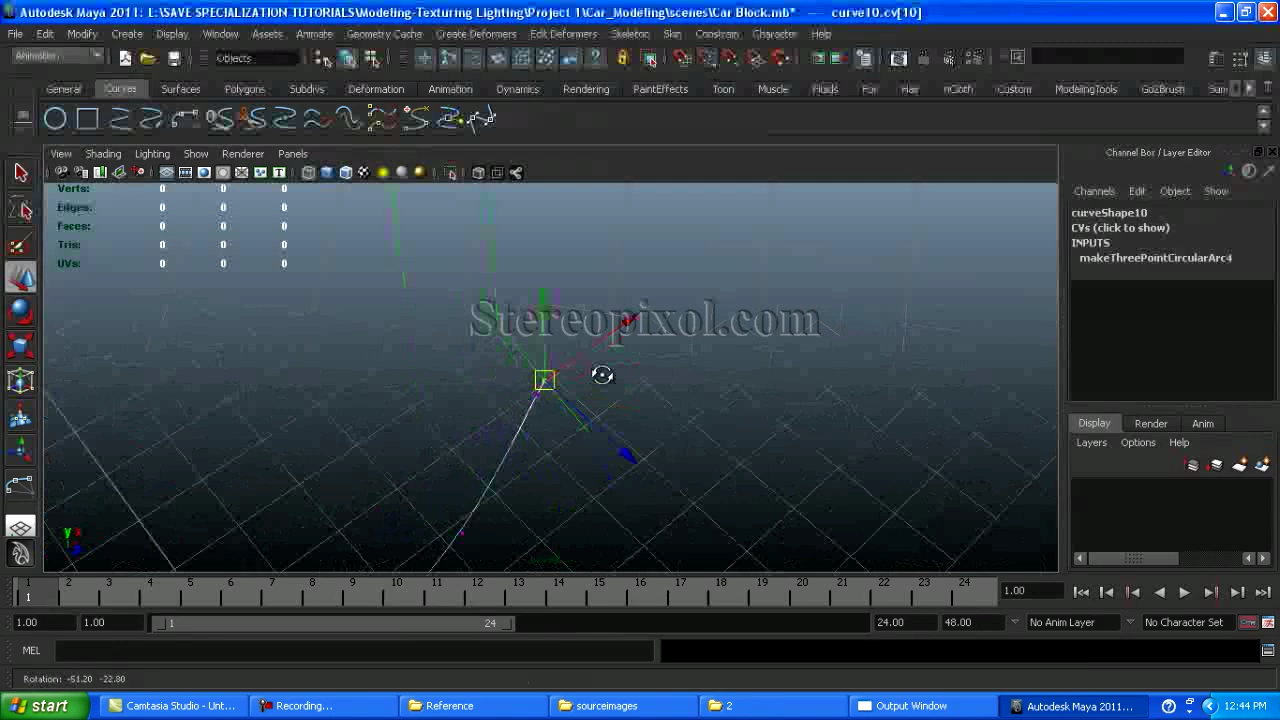 Autodesk Maya 2011: L:\SAVE SPECIALIZATION TUTORIALS\Modeling-Texturing Lighting\Project 1\Car_Modeling\scenes\Car Block.mb* --- curve10.cv[10]
File Edit Modify Create Display Window Assets Animate Geometry Cache Create Deformers Edit Deformers Skeleton Skin Constrain Character Help
Objects
General Curves Surfaces Polygons Subdivs Deformation Animation Dynamics Rendering PaintEffects Toon Muscle Fluids Fur Hair nCloth Custom ModelingTools GoZBrush
View Shading Lighting Show Renderer Panels
Channel Box / Layer Editor
Channels Edit Object Show
Verts: 0 0 0
Edges: 0 0 0
Faces: 0 0 0
Tris: 0 0 0
UVs: 0 0 0
curveShape10
CVs (click to show)
INPUTS
makeThreePointCircularArc4
Stereopixol.com
Display Render Anim
Layers Options Help
y x
z
1 2 3 4 5 6 7 8 9 10 11 12 13 14 15 16 17 18 19 20 21 22 23 24
1 1.00
1.00 1.00 1 24 24.00 48.00 No Anim Layer No Character Set
MEL
Rotation: -51.20 -22.80
start Camtasia Studio - Unt... Recording... Reference sourceimages 2 Output Window Autodesk Maya 2011... 12:44 PM